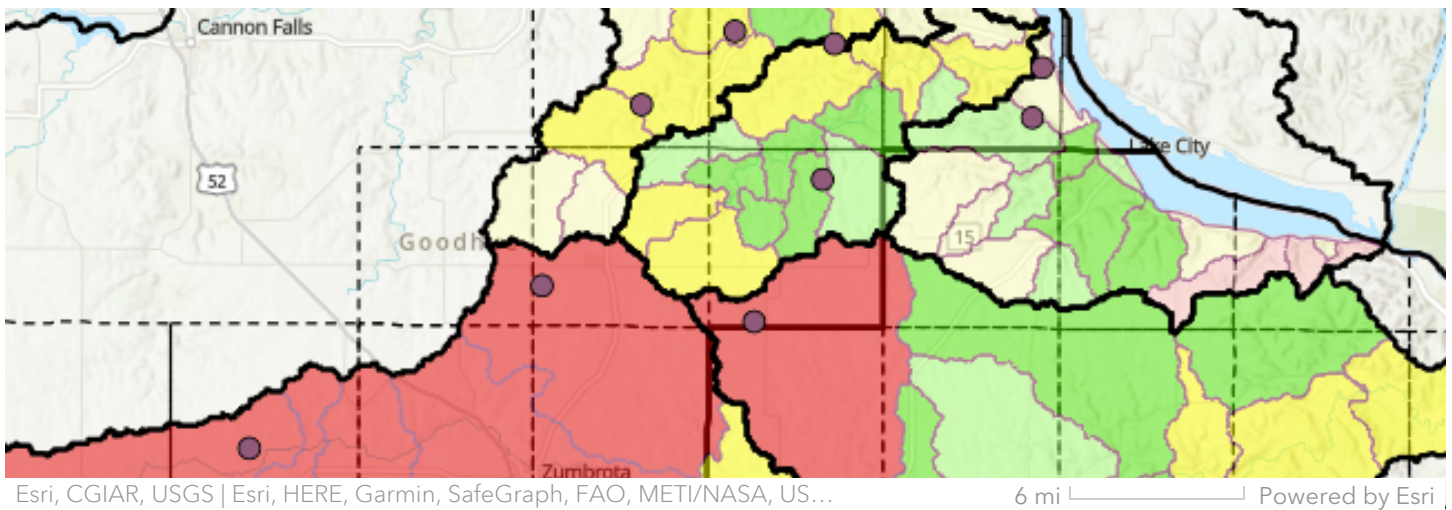 Cannon Falls
Lake City
52
Goodh
15
Zumbrota
Esri, CGIAR, USGS | Esri, HERE, Garmin, SafeGraph, FAO, METI/NASA, US…
6 mi
Powered by Esri